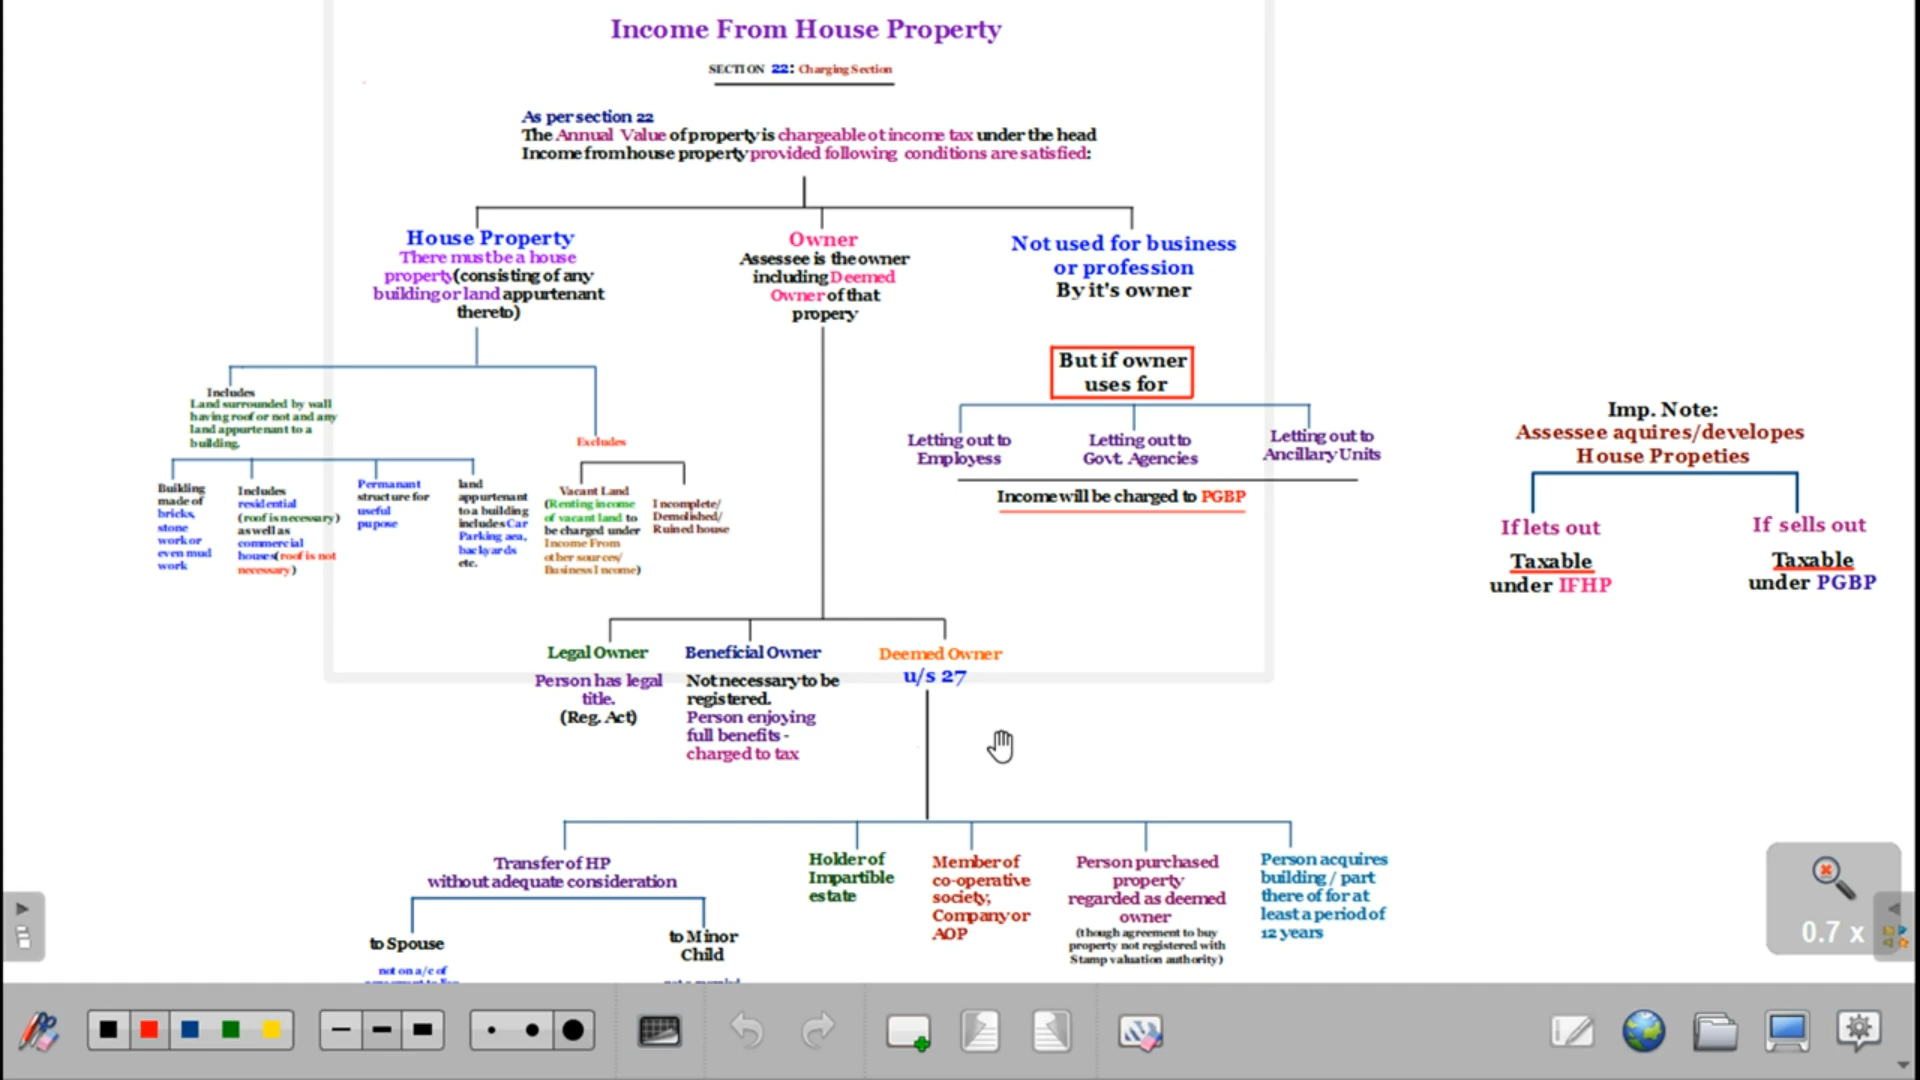 Income From House Property
SECTION 22: Charging Section
As per section 22
The Annual Value of property is chargeable ot income tax under the head
Income from house property provided following conditions are satisfied:
House Property
There must be a house
property(consisting of any
building or land appurtenant
thereto)
Owner
Assessee is the owner
including Deemed
Owner of that
propery
Not used for business
or profession
By it's owner
Includes
Land surrounded by wall
having roof or not and any
land appurtenant to a
building.
Excludes
But if owner
uses for
Letting out to
Employess
Letting out to
Govt. Agencies
Letting out to
Ancillary Units
Income will be charged to PGBP
Imp. Note:
Assessee aquires/developes
House Propeties
If lets out
Taxable
under IFHP
If sells out
Taxable
under PGBP
Building
made of
bricks,
stone
work or
even mud
work
Includes
residential
(roof is necessary)
as well as
commercial
houses(roof is not
necessary)
Permanant
structure for
useful
pupose
land
appurtenant
to a building
includes Car
Parking aea,
backyards
etc.
Vacant Land
(Renting income
of vacant land to
be charged under
Income From
other sources/
Business Income)
Incomplete/
Demolished/
Ruined house
Legal Owner
Person has legal
title.
(Reg. Act)
Beneficial Owner
Not necessary to be
registered.
Person enjoying
full benefits -
charged to tax
Deemed Owner
u/s 27
Transfer of HP
without adequate consideration
to Spouse
not on a/c of
to Minor
Child
Holder of
Impartible
estate
Member of
co-operative
society,
Company or
AOP
Person purchased
property
regarded as deemed
owner
(though agreement to buy
property not registered with
Stamp valuation authority)
Person acquires
building / part
there of for at
least a period of
12 years
0.7 x